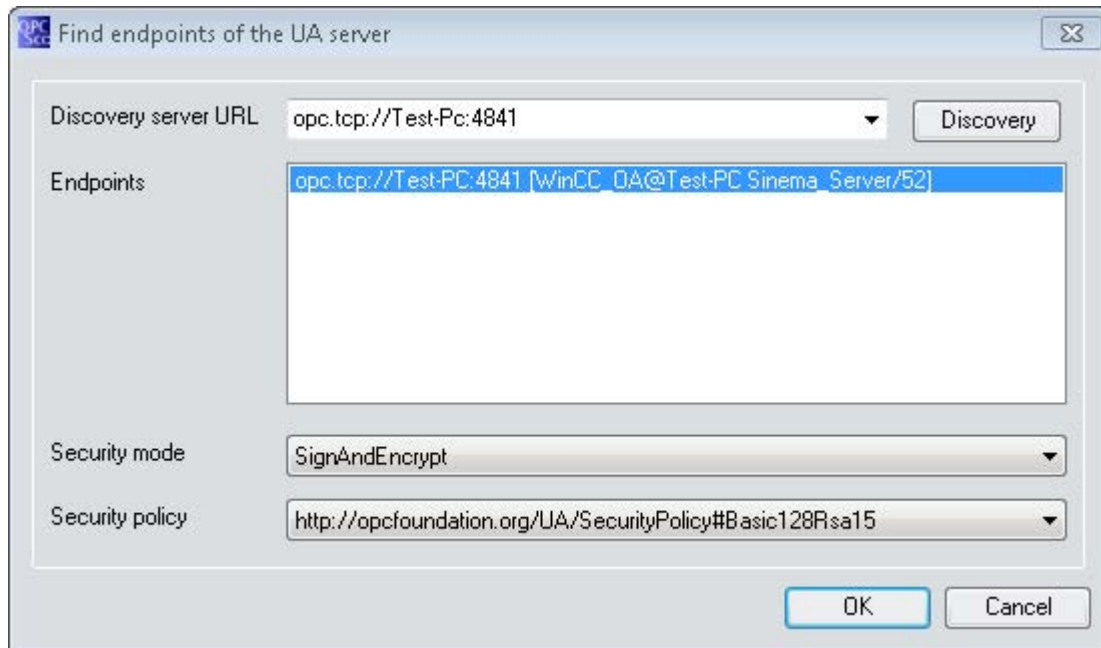 OPC
Scc
Find endpoints of the UA server
Discovery server URL
opc.tcp://Test-Pc:4841
Discovery
Endpoints
opc.tcp://Test-PC:4841 [WinCC_OA@Test-PC Sinema_Server/52]
Security mode
SignAndEncrypt
Security policy
http://opcfoundation.org/UA/SecurityPolicy#Basic128Rsa15
OK
Cancel